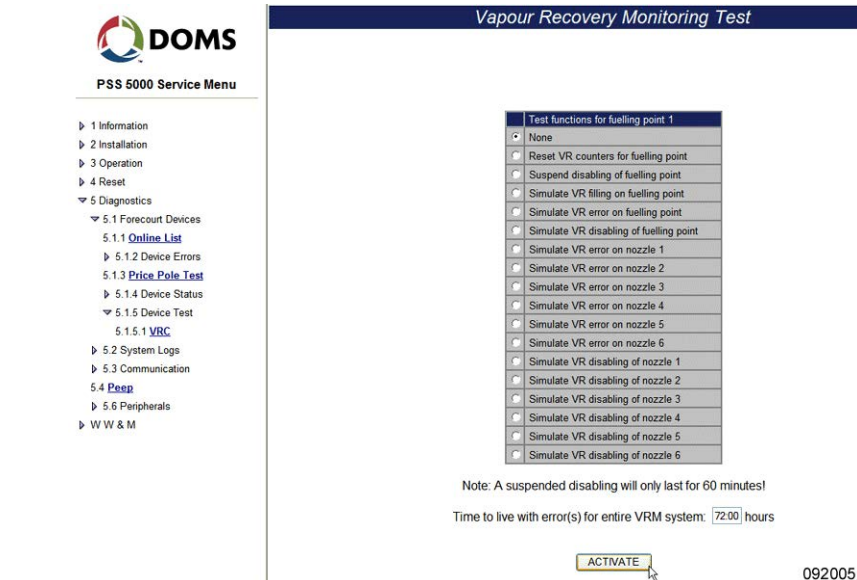 DOMS
PSS 5000 Service Menu
1 Information
2 Installation
3 Operation
4 Reset
5 Diagnostics
5.1 Forecourt Devices
5.1.1 Online List
5.1.2 Device Errors
5.1.3 Price Pole Test
5.1.4 Device Status
5.1.5 Device Test
5.1.5.1 VRC
5.2 System Logs
5.3 Communication
5.4 Peep
5.6 Peripherals
W W & M
Vapour Recovery Monitoring Test
Test functions for fuelling point 1
None
Reset VR counters for fuelling point
Suspend disabling of fuelling point
Simulate VR filling on fuelling point
Simulate VR error on fuelling point
Simulate VR disabling of fuelling point
Simulate VR error on nozzle 1
Simulate VR error on nozzle 2
Simulate VR error on nozzle 3
Simulate VR error on nozzle 4
Simulate VR error on nozzle 5
Simulate VR error on nozzle 6
Simulate VR disabling of nozzle 1
Simulate VR disabling of nozzle 2
Simulate VR disabling of nozzle 3
Simulate VR disabling of nozzle 4
Simulate VR disabling of nozzle 5
Simulate VR disabling of nozzle 6
Note: A suspended disabling will only last for 60 minutes!
Time to live with error(s) for entire VRM system: 72:00 hours
ACTIVATE
092005